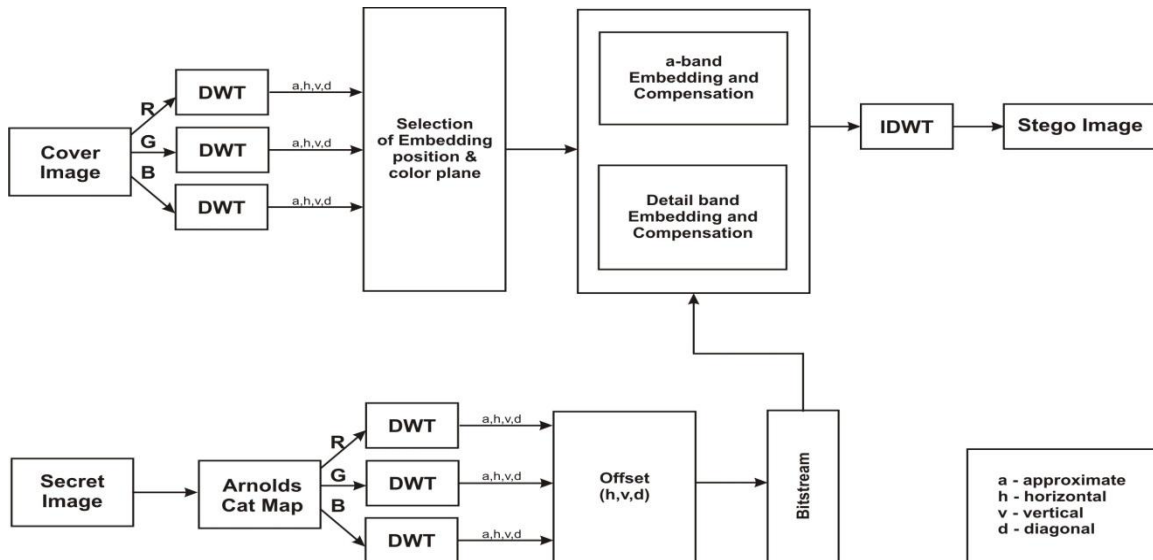 Cover
Image
R
G
B
DWT
DWT
DWT
a,h,v,d
a,h,v,d
a,h,v,d
Selection
of Embedding
position &
color plane
a-band
Embedding and
Compensation
Detail band
Embedding and
Compensation
IDWT
Stego Image
Secret
Image
Arnolds
Cat Map
R
G
B
DWT
DWT
DWT
a,h,v,d
a,h,v,d
a,h,v,d
Offset
(h,v,d)
Bitstream
a - approximate
h - horizontal
v - vertical
d - diagonal